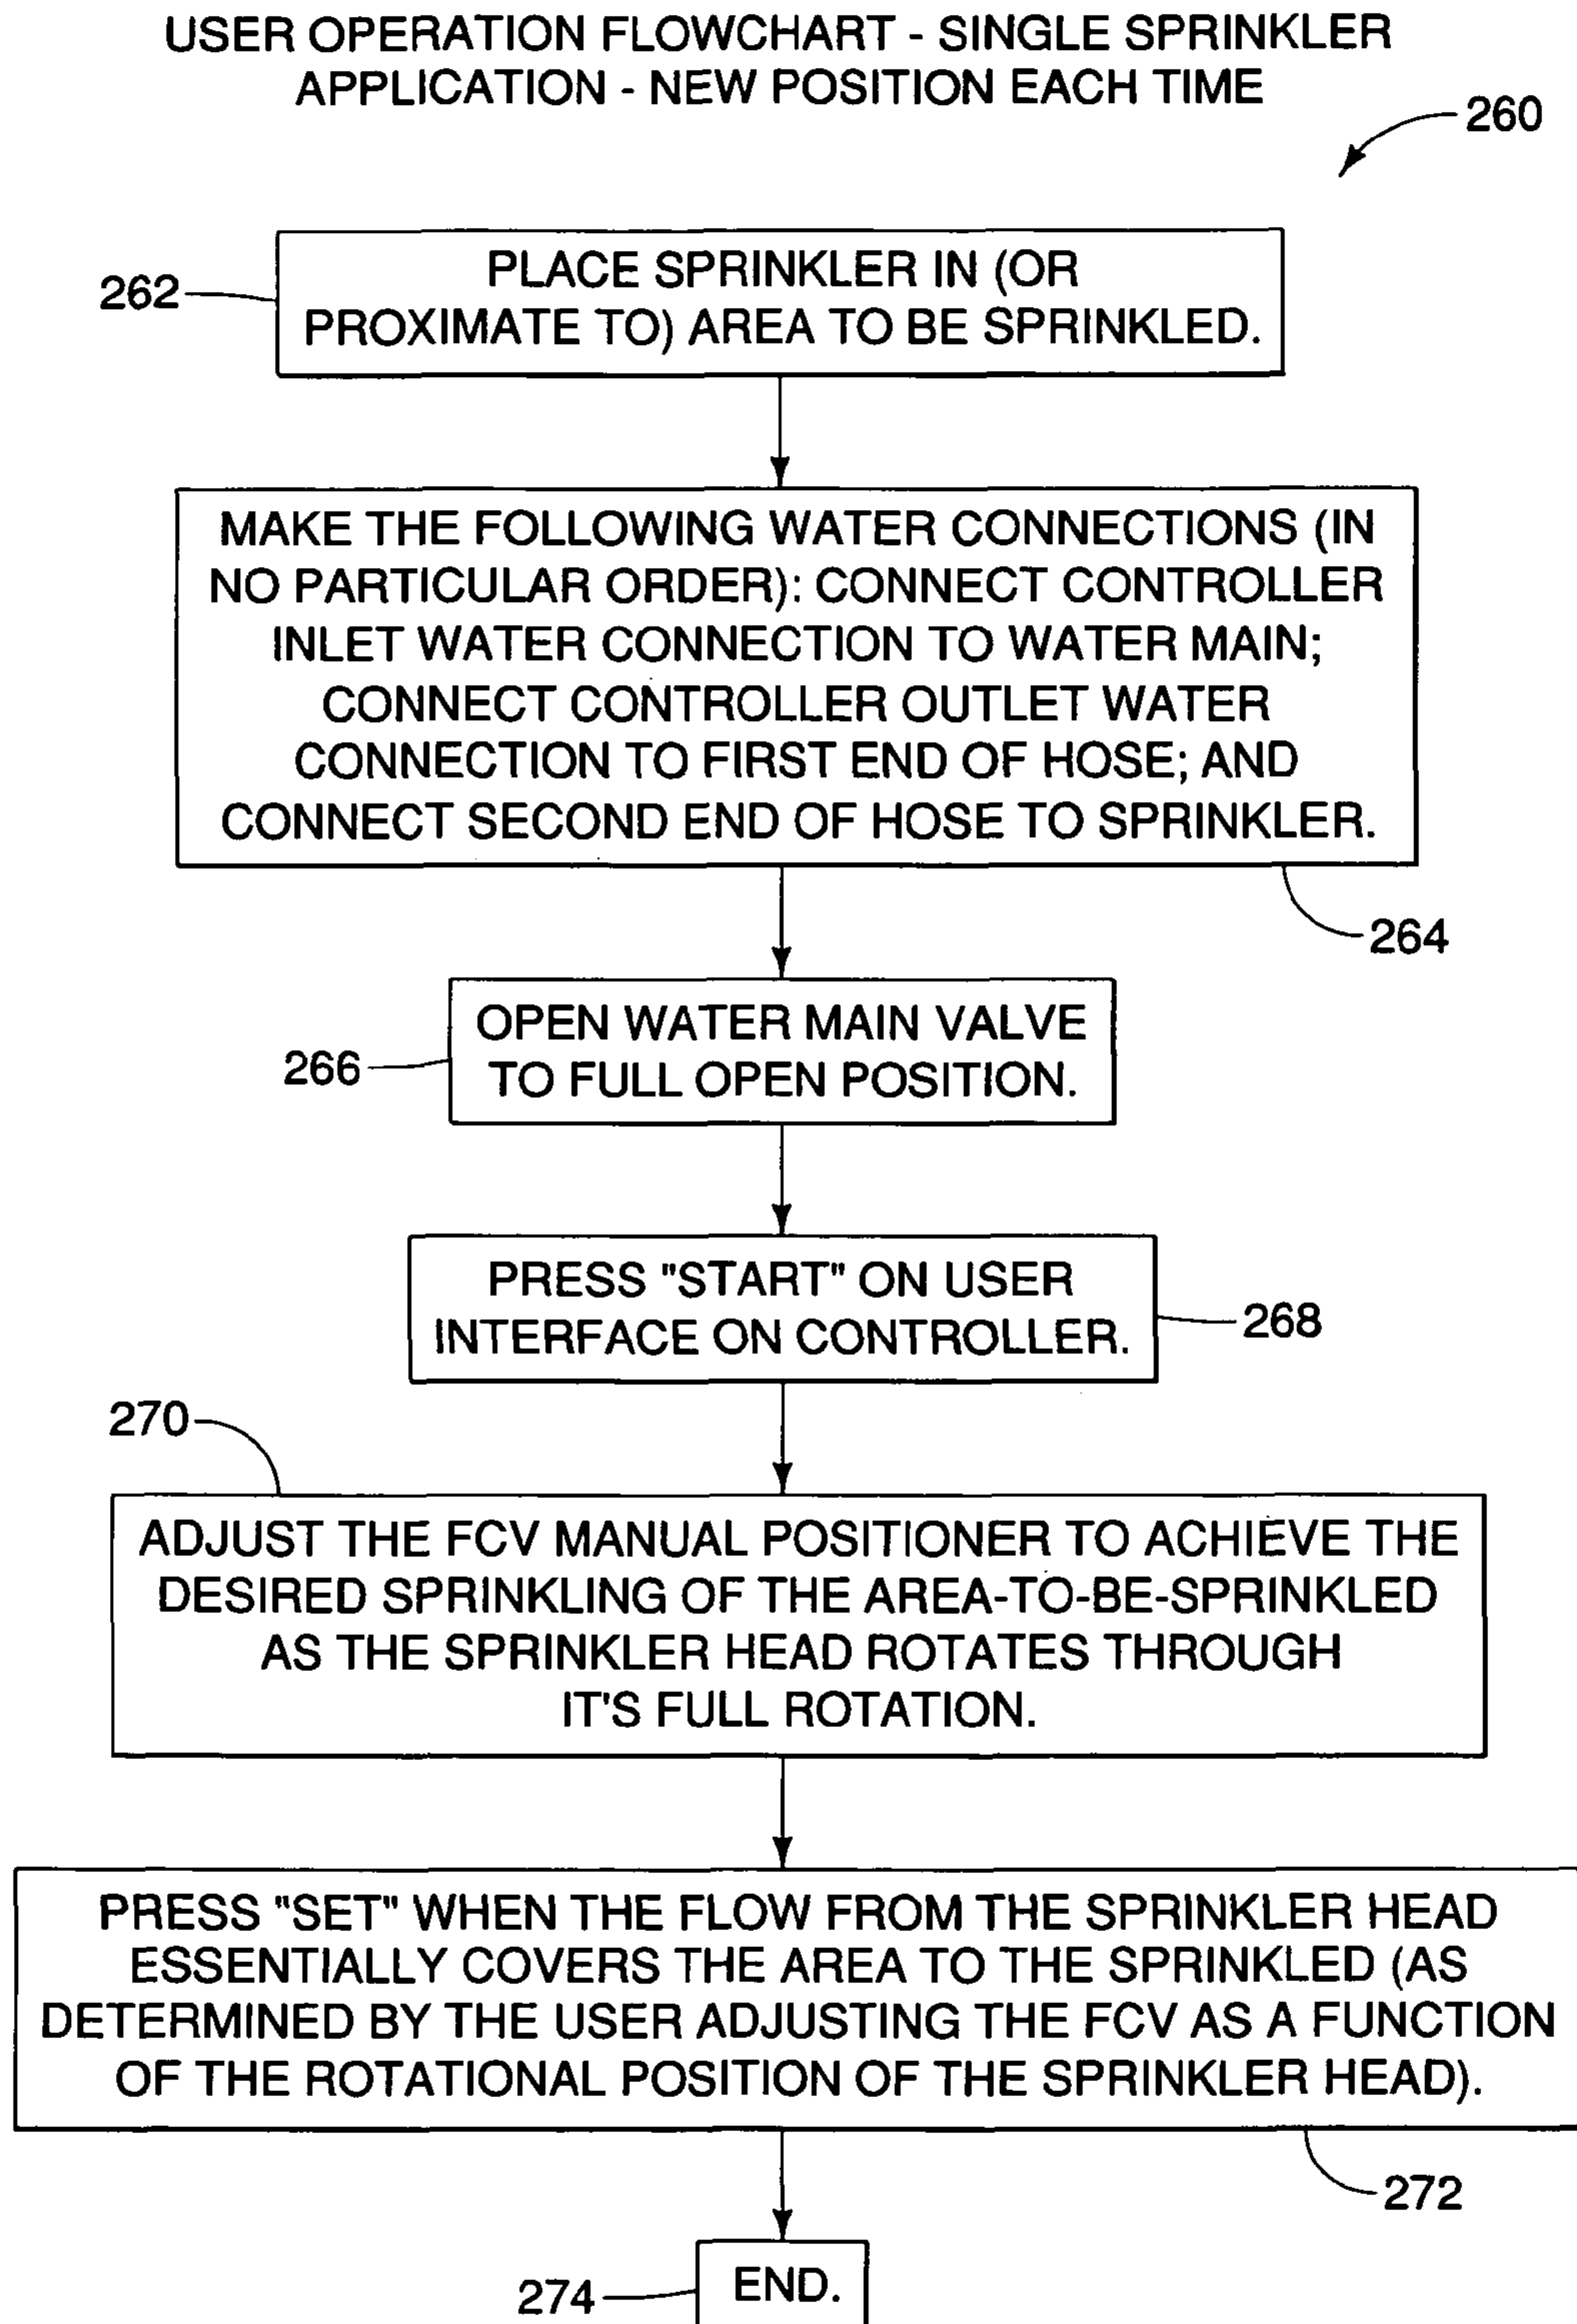 USER OPERATION FLOWCHART - SINGLE SPRINKLER
APPLICATION - NEW POSITION EACH TIME
260
262
PLACE SPRINKLER IN (OR
PROXIMATE TO) AREA TO BE SPRINKLED.
MAKE THE FOLLOWING WATER CONNECTIONS (IN
NO PARTICULAR ORDER): CONNECT CONTROLLER
INLET WATER CONNECTION TO WATER MAIN;
CONNECT CONTROLLER OUTLET WATER
CONNECTION TO FIRST END OF HOSE; AND
CONNECT SECOND END OF HOSE TO SPRINKLER.
264
OPEN WATER MAIN VALVE
TO FULL OPEN POSITION.
266
PRESS "START" ON USER
INTERFACE ON CONTROLLER.
268
270
ADJUST THE FCV MANUAL POSITIONER TO ACHIEVE THE
DESIRED SPRINKLING OF THE AREA-TO-BE-SPRINKLED
AS THE SPRINKLER HEAD ROTATES THROUGH
IT'S FULL ROTATION.
PRESS "SET" WHEN THE FLOW FROM THE SPRINKLER HEAD
ESSENTIALLY COVERS THE AREA TO THE SPRINKLED (AS
DETERMINED BY THE USER ADJUSTING THE FCV AS A FUNCTION
OF THE ROTATIONAL POSITION OF THE SPRINKLER HEAD).
272
274
END.